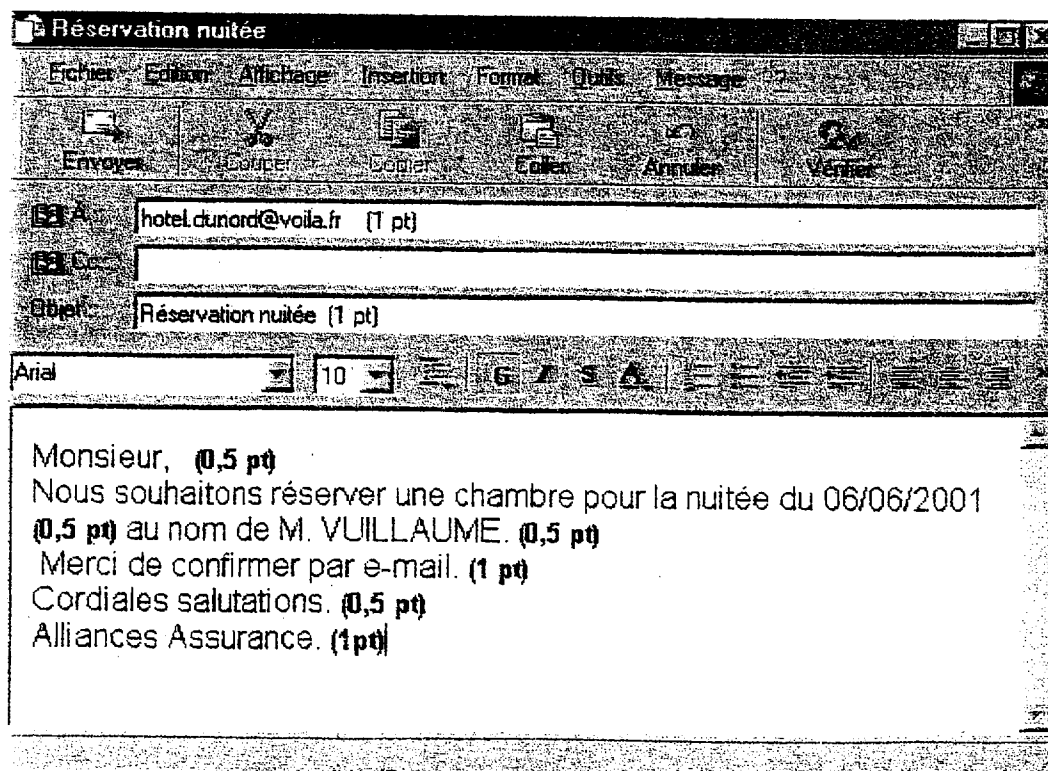 Réservation nuitée
Fichier Edition Affichage Insertion Format Outils Message ?
Envoyer Couper Copier Coller Annuler Vérifier
À : hotel.dunord@voila.fr (1 pt)
Cc :
Objet : Réservation nuitée (1 pt)
Arial 10 G I S A
Monsieur, (0,5 pt)
Nous souhaitons réserver une chambre pour la nuitée du 06/06/2001
(0,5 pt) au nom de M. VUILLAUME. (0,5 pt)
Merci de confirmer par e-mail. (1 pt)
Cordiales salutations. (0,5 pt)
Alliances Assurance. (1pt)